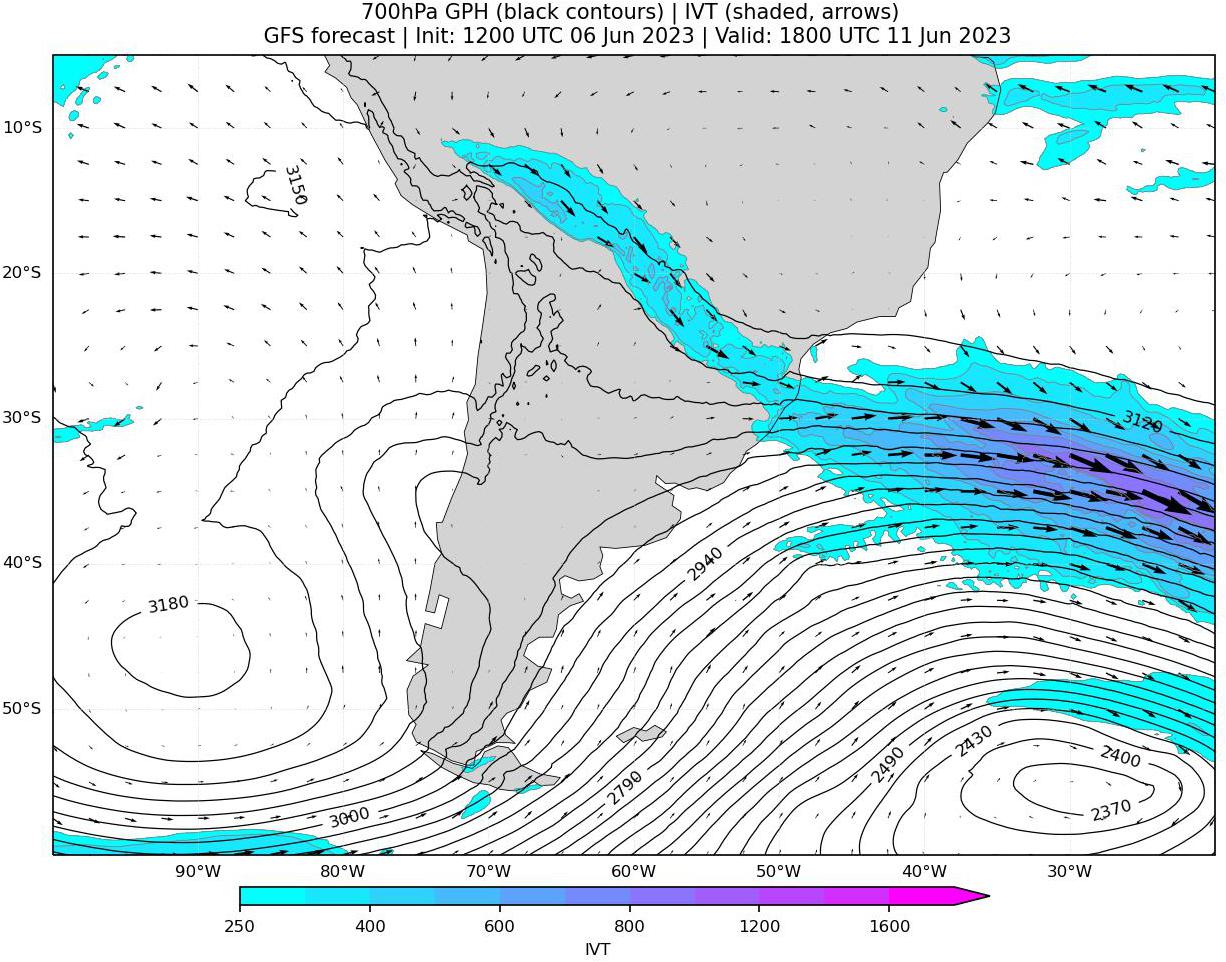 700hPa GPH (black contours) | IVT (shaded, arrows)
GFS forecast | Init: 1200 UTC 06 Jun 2023 | Valid: 1800 UTC 11 Jun 2023
10°S
3150
20°S
30°S
3120
40°S
2940
3180
50°S
2430
2400
2490
2790
2370
3000
90°W 80°W 70°W 60°W 50°W 40°W 30°W
250 400 600 800 1200 1600
IVT